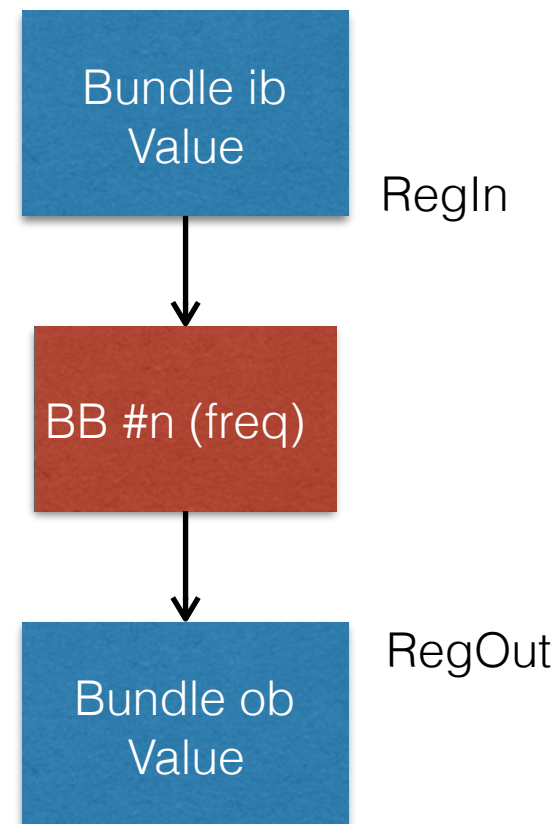 Bundle ib
Value
RegIn
BB #n (freq)
RegOut
Bundle ob
Value